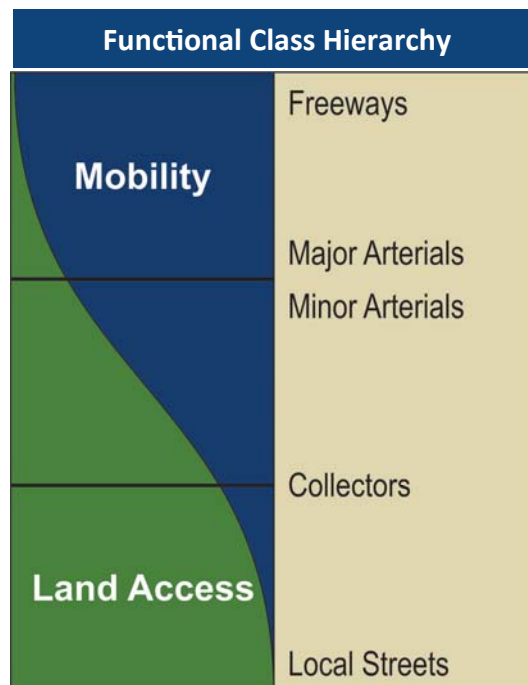 Functional Class Hierarchy
Freeways
Mobility
Major Arterials
Minor Arterials
Collectors
Land Access
Local Streets